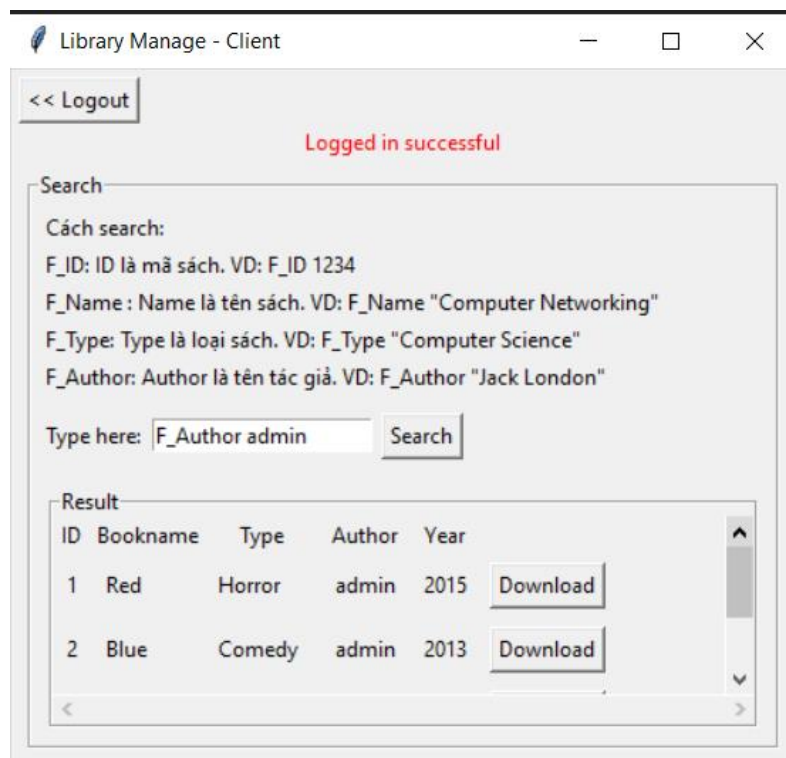 Library Manage - Client
<< Logout
Logged in successful
Search
Cách search:
F_ID: ID là mã sách. VD: F_ID 1234
F_Name : Name là tên sách. VD: F_Name "Computer Networking"
F_Type: Type là loại sách. VD: F_Type "Computer Science"
F_Author: Author là tên tác giả. VD: F_Author "Jack London"
Type here: F_Author admin Search
Result
ID Bookname Type Author Year
1 Red Horror admin 2015 Download
2 Blue Comedy admin 2013 Download